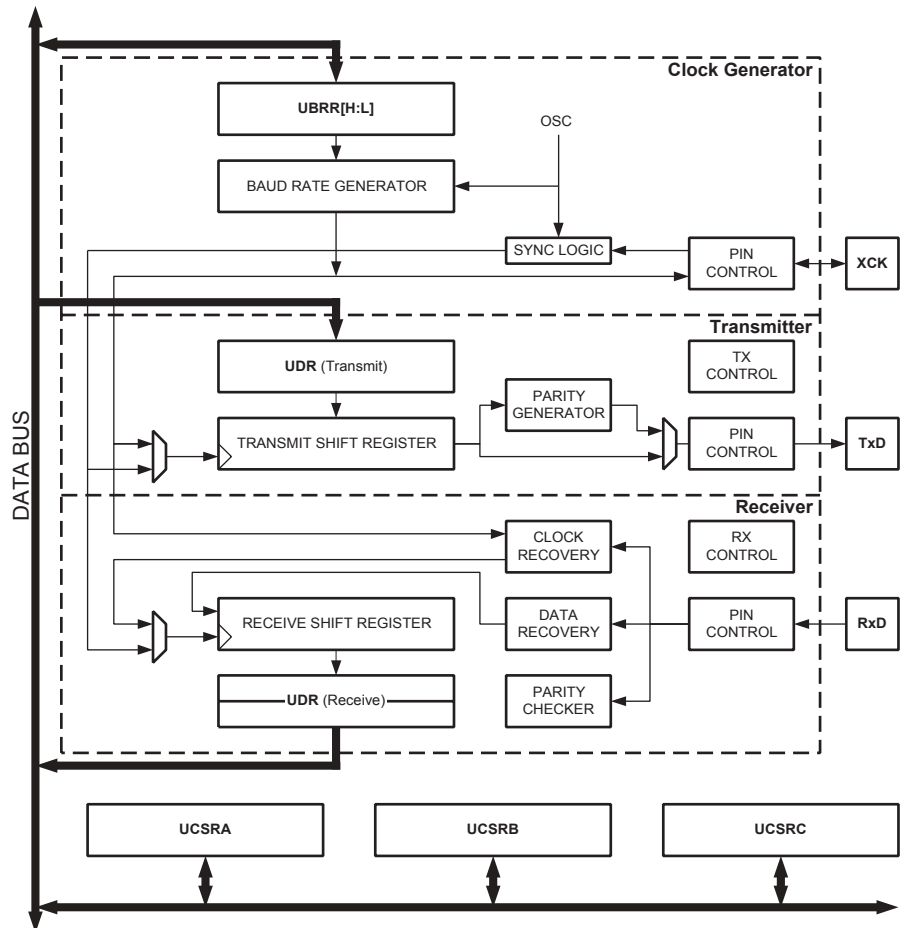 Clock Generator
UBRR[H:L]
OSC
BAUD RATE GENERATOR
SYNC LOGIC
PIN
CONTROL
XCK
Transmitter
UDR (Transmit)
TX
CONTROL
PARITY
GENERATOR
TRANSMIT SHIFT REGISTER
PIN
CONTROL
TxD
DATA BUS
Receiver
CLOCK
RECOVERY
RX
CONTROL
RECEIVE SHIFT REGISTER
DATA
RECOVERY
PIN
CONTROL
RxD
UDR (Receive)
PARITY
CHECKER
UCSRA
UCSRB
UCSRC